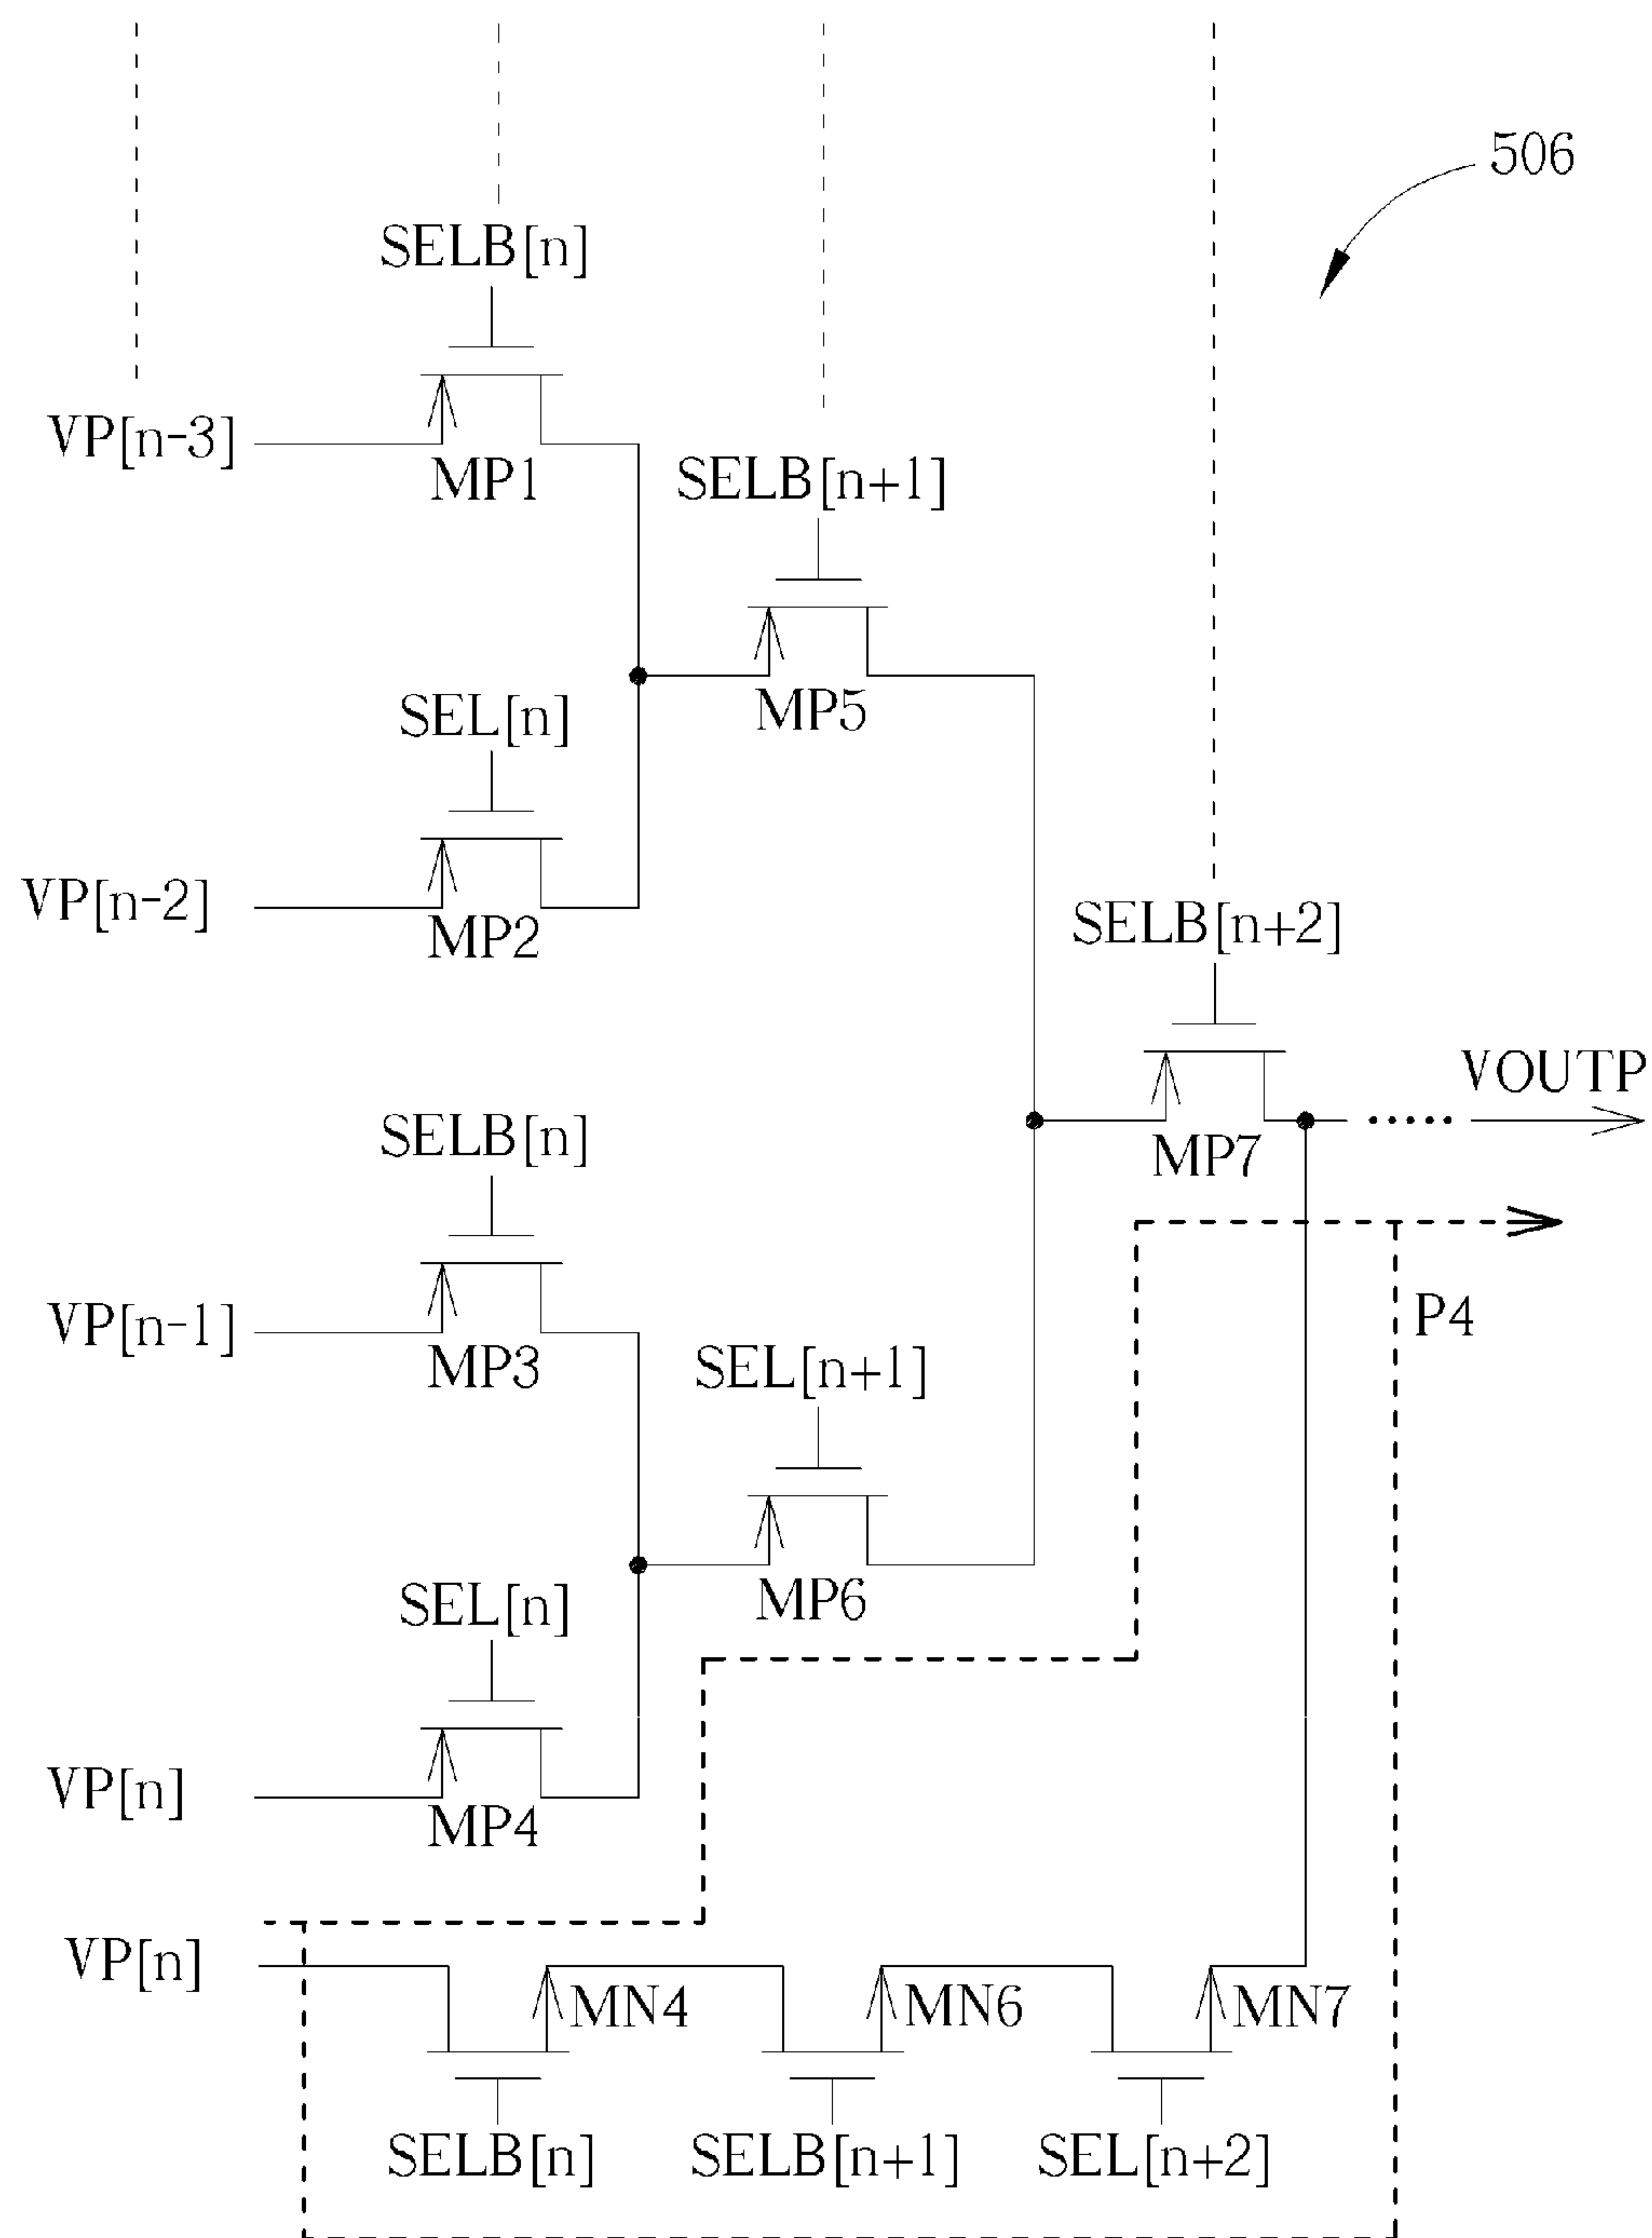 506
SELB[n]
VP[n-3]
MP1
SELB[n+1]
MP5
SEL[n]
VP[n-2]
MP2
SELB[n+2]
MP7
VOUTP
SELB[n]
VP[n-1]
MP3
P4
SEL[n+1]
MP6
SEL[n]
VP[n]
MP4
VP[n]
MN4
MN6
MN7
SELB[n]
SELB[n+1]
SEL[n+2]